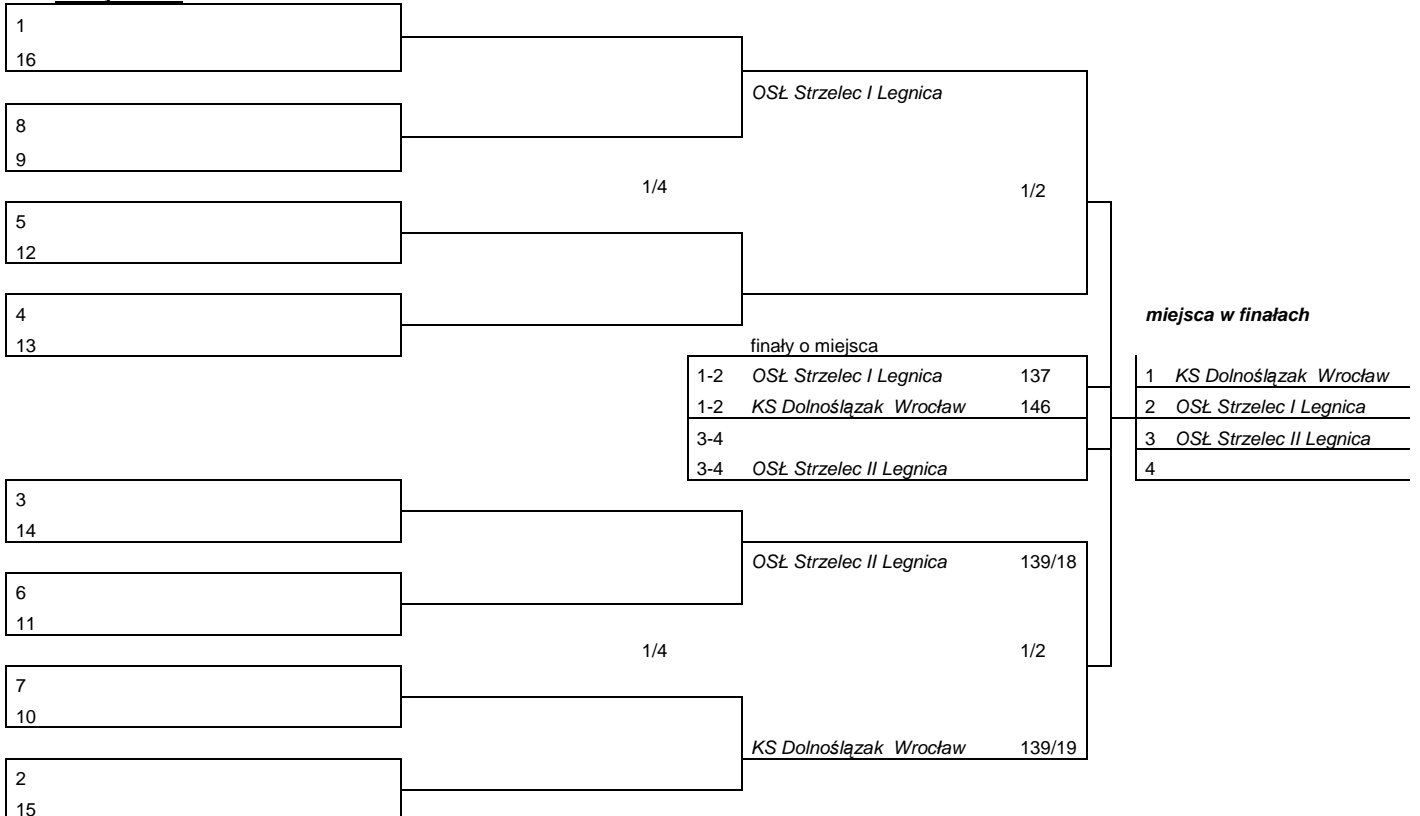 1
16
OSŁ Strzelec I Legnica
8
9
1/4 1/2
5
12
4
miejsca w finałach
13
finały o miejsca
1-2 OSŁ Strzelec I Legnica 137 1 KS Dolnoślązak Wrocław
1-2 KS Dolnoślązak Wrocław 146 2 OSŁ Strzelec I Legnica
3-4 3 OSŁ Strzelec II Legnica
3-4 OSŁ Strzelec II Legnica 4
3
14
OSŁ Strzelec II Legnica 139/18
6
11
1/4 1/2
7
10
KS Dolnoślązak Wrocław 139/19
2
15